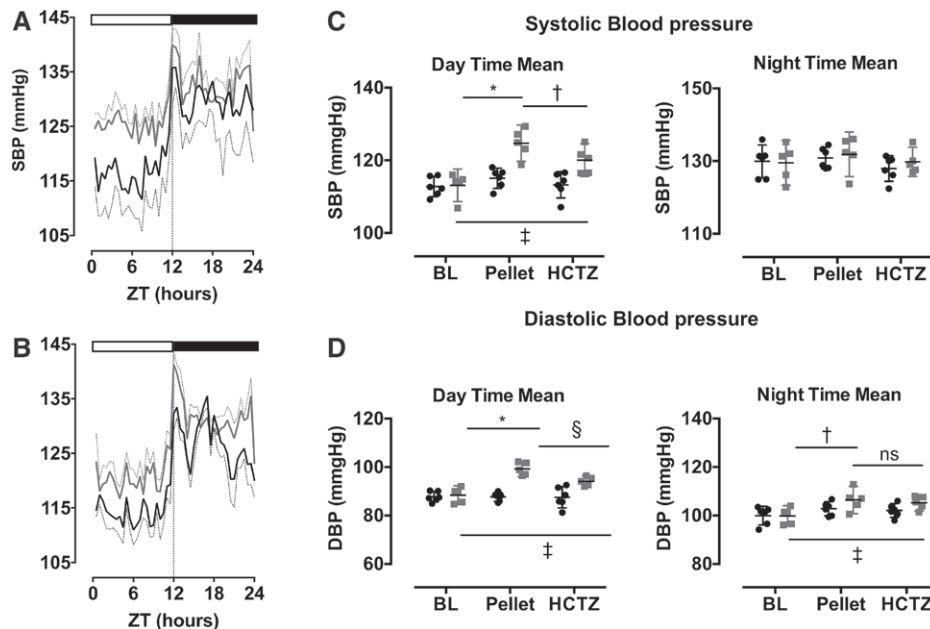 A
145
135
125
115
105
SBP (mmHg)
0 6 12 18 24
ZT (hours)
B
145
135
125
115
105
SBP (mmHg)
0 6 12 18 24
ZT (hours)
C
Systolic Blood pressure
Day Time Mean
140
120
100
SBP (mmgHg)
* †
‡
BL Pellet HCTZ
Night Time Mean
150
130
110
SBP (mmgHg)
BL Pellet HCTZ
Diastolic Blood pressure
D
Day Time Mean
120
100
80
60
DBP (mmgHg)
* §
‡
BL Pellet HCTZ
Night Time Mean
140
120
100
80
DBP (mmgHg)
† ns
‡
BL Pellet HCTZ